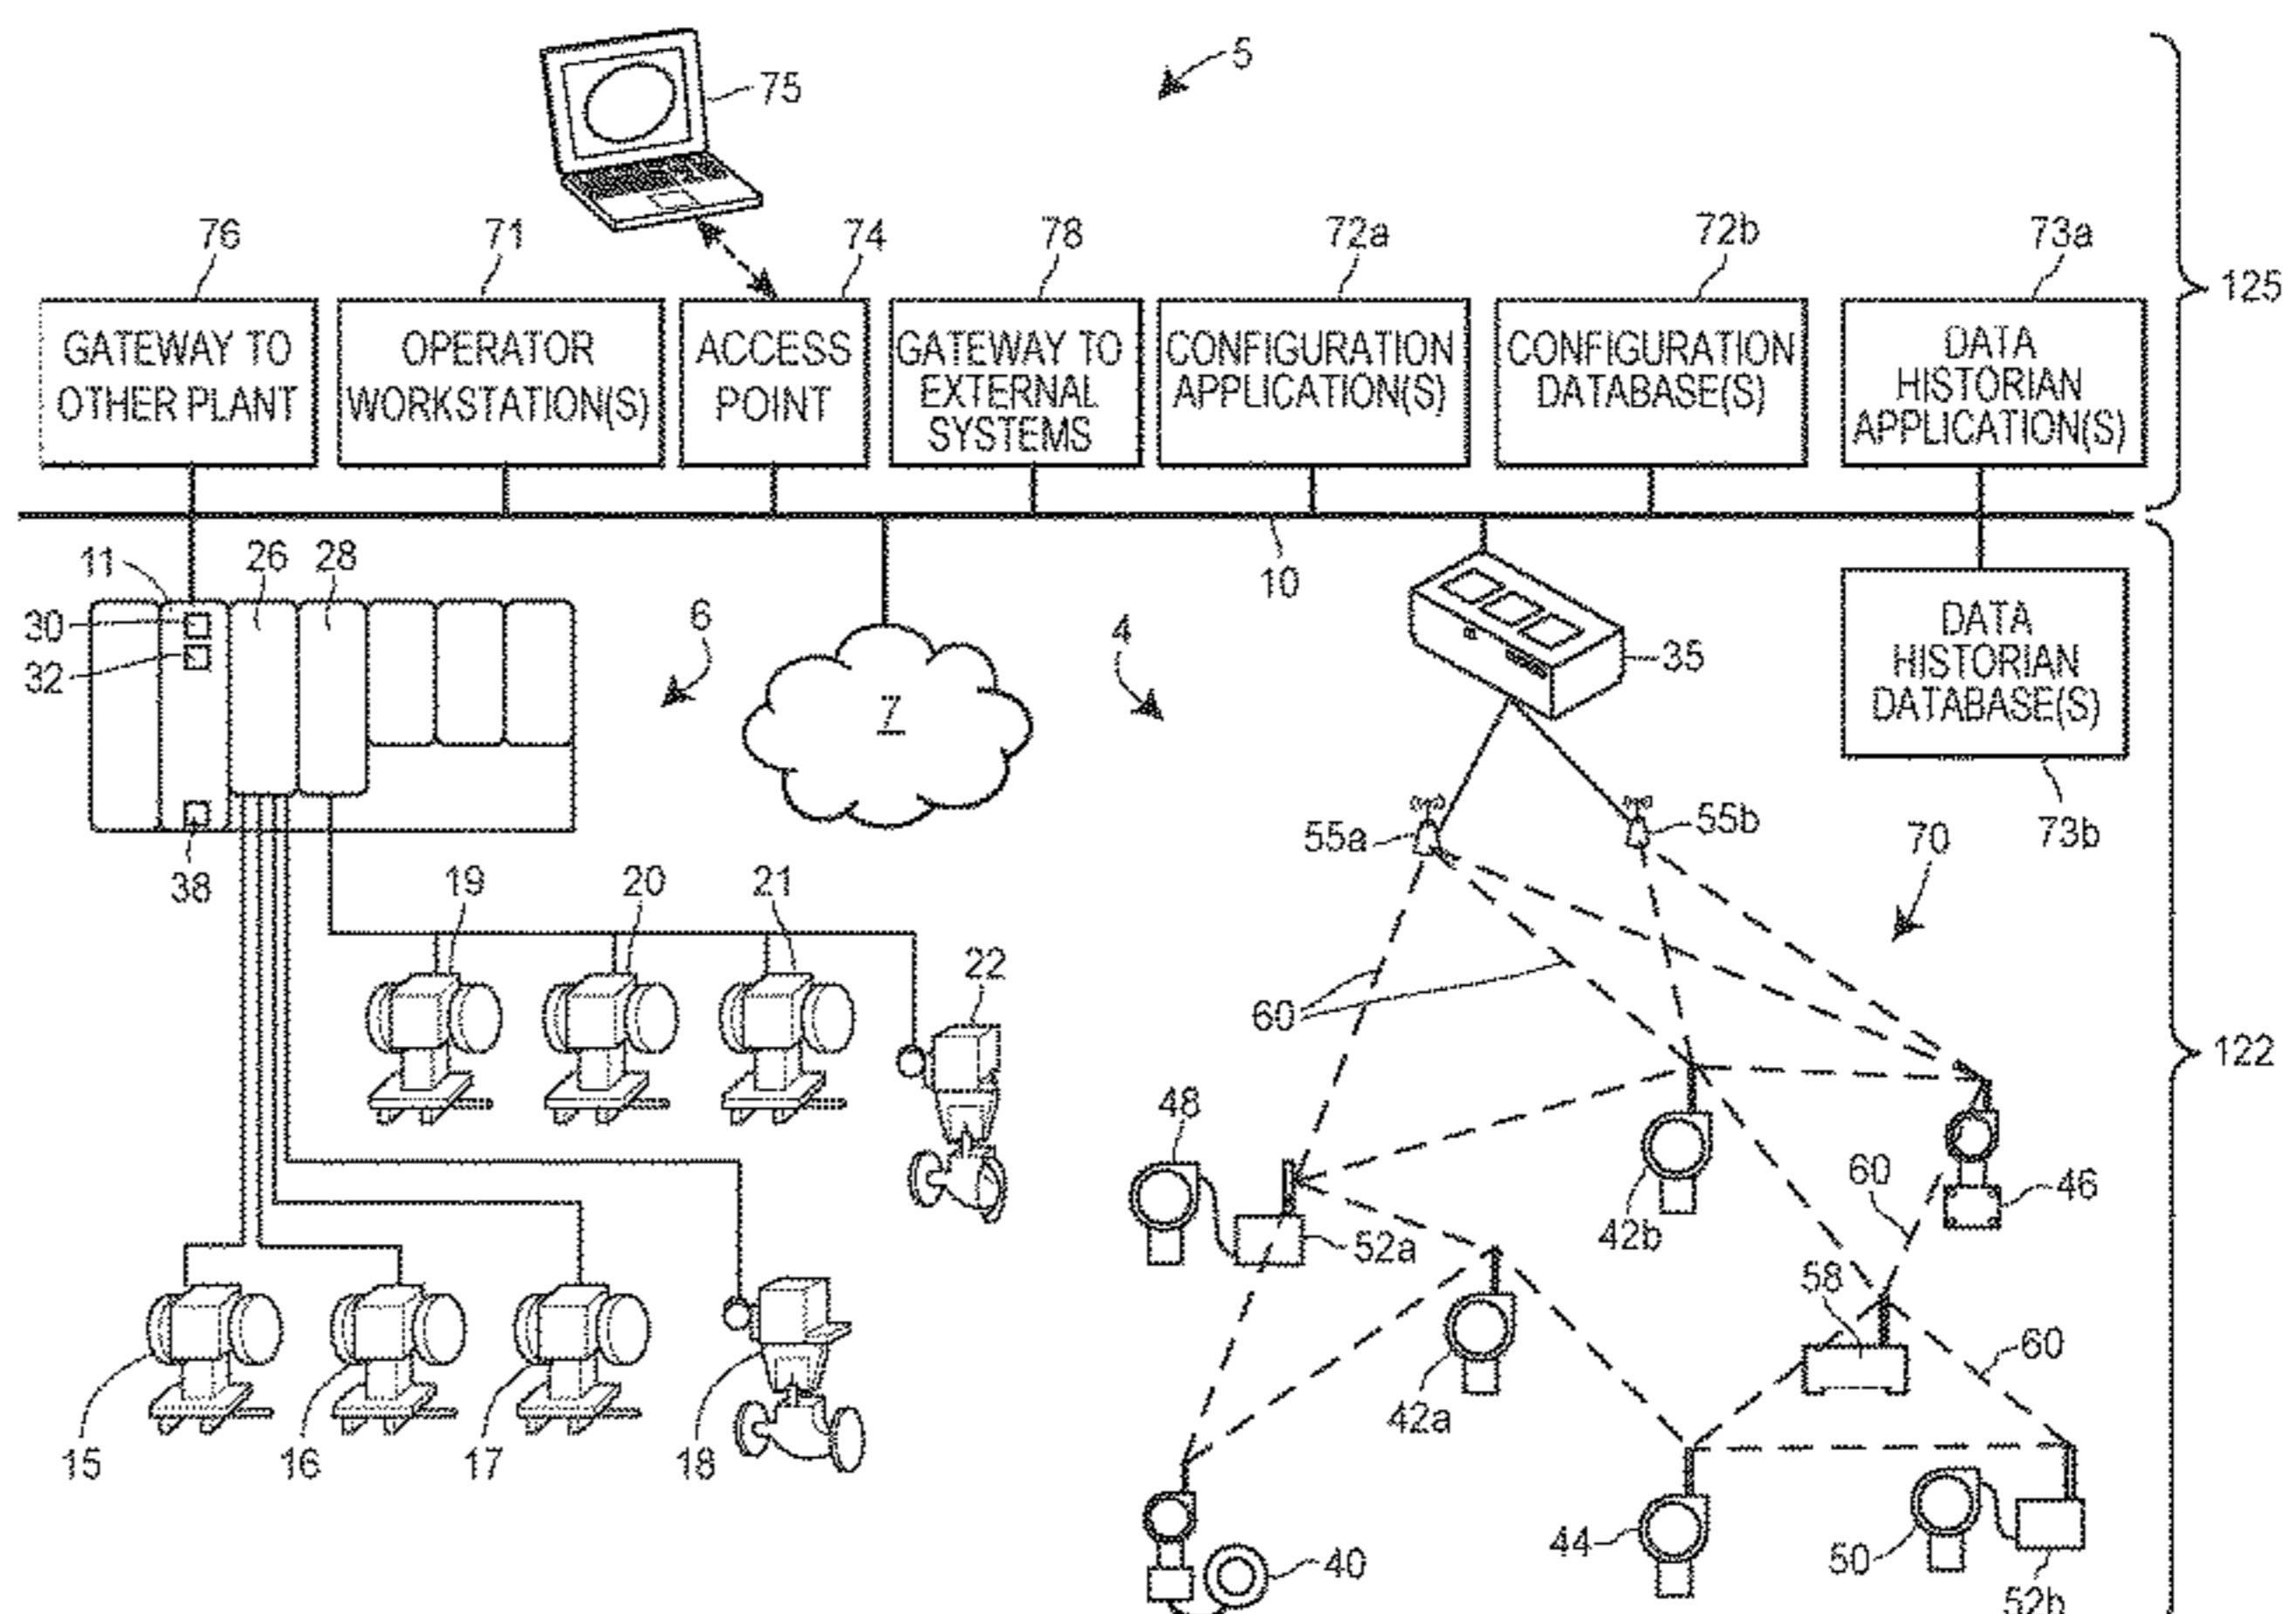 5
75
76
71
74
78
72a
72b
73a
125
GATEWAY TO
OTHER PLANT
OPERATOR
WORKSTATION(S)
ACCESS
POINT
GATEWAY TO
EXTERNAL
SYSTEMS
CONFIGURATION
APPLICATION(S)
CONFIGURATION
DATABASE(S)
DATA
HISTORIAN
APPLICATION(S)
10
11
26
28
30
32
38
6
7
4
35
DATA
HISTORIAN
DATABASE(S)
73b
55a
55b
70
19
20
21
22
60
122
48
52a
42b
60
46
58
60
42a
15
16
17
18
40
44
50
52b